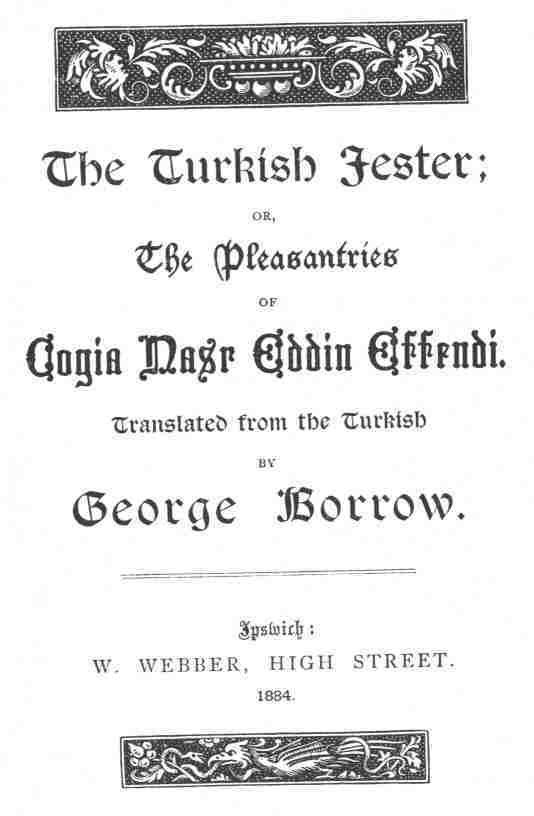 The Turkish Jester;
OR,
The Pleasantries
OF
Cogia Nasr Eddin Effendi.
Translated from the Turkish
BY
George Borrow.
Ipswich:
W. WEBBER, HIGH STREET.
1884.